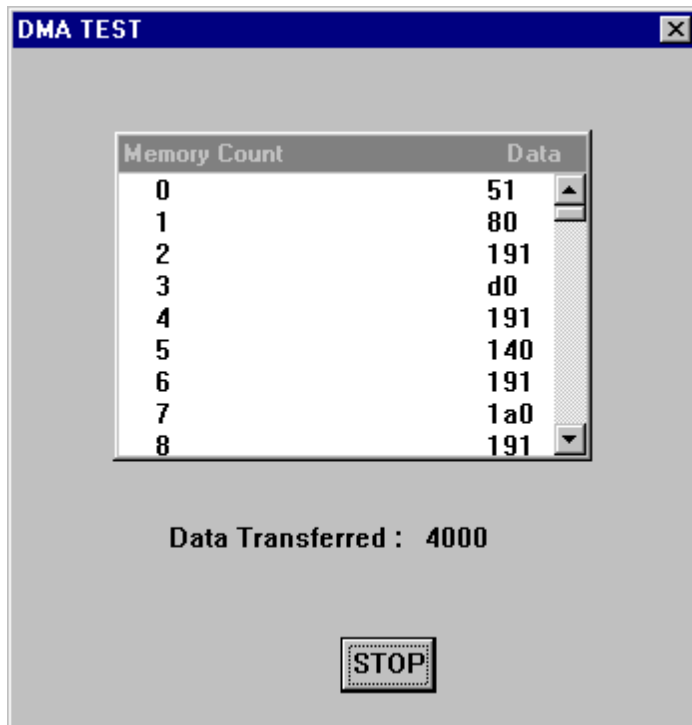 DMA TEST
Memory Count Data
0 51
1 80
2 191
3 d0
4 191
5 140
6 191
7 1a0
8 191
Data Transferred : 4000
STOP